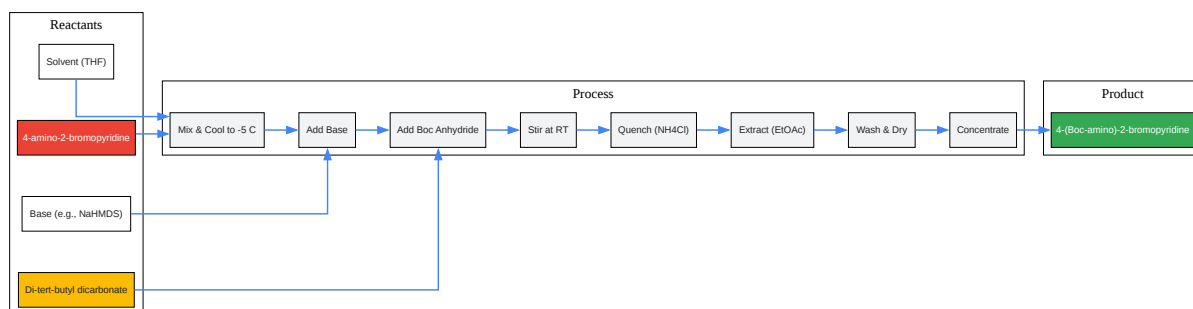 Reactants
Solvent (THF)
4-amino-2-bromopyridine
Base (e.g., NaHMDS)
Di-tert-butyl dicarbonate
Process
Mix & Cool to -5 C
Add Base
Add Boc Anhydride
Stir at RT
Quench (NH4Cl)
Extract (EtOAc)
Wash & Dry
Concentrate
Product
4-(Boc-amino)-2-bromopyridine